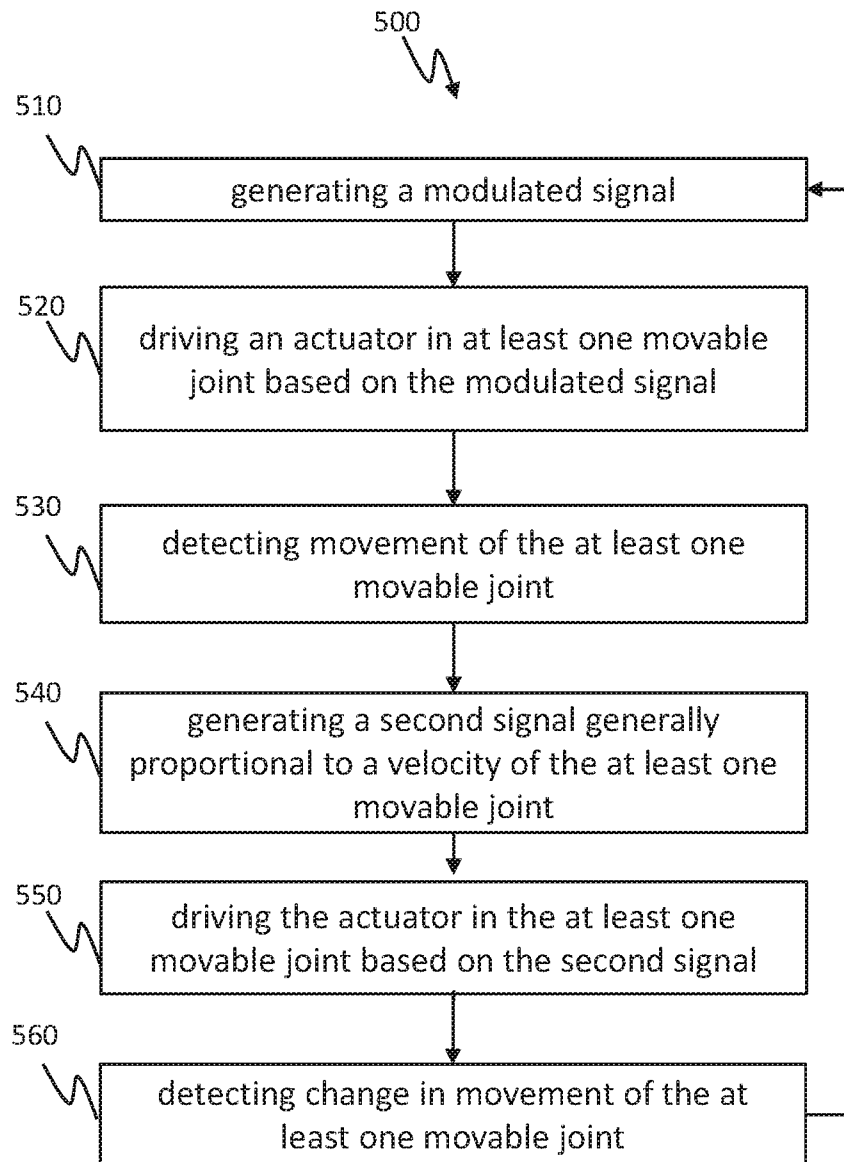 500
510
generating a modulated signal
520
driving an actuator in at least one movable
joint based on the modulated signal
530
detecting movement of the at least one
movable joint
540
generating a second signal generally
proportional to a velocity of the at least one
movable joint
550
driving the actuator in the at least one
movable joint based on the second signal
560
detecting change in movement of the at
least one movable joint